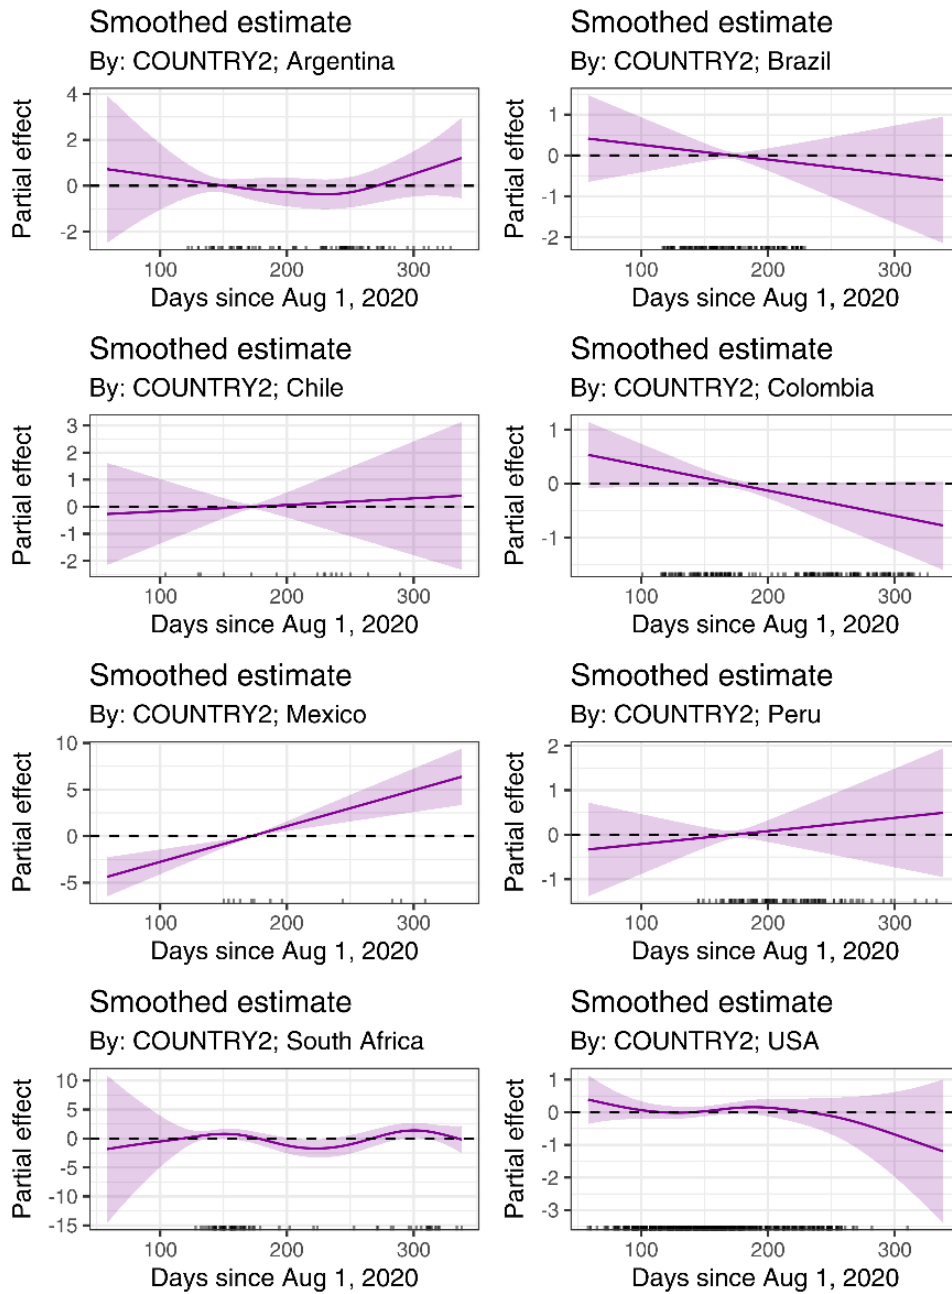 Smoothed estimate
By: COUNTRY2; Argentina
Partial effect
4
2
0
-2
100 200 300
Days since Aug 1, 2020
Smoothed estimate
By: COUNTRY2; Brazil
Partial effect
1
0
-1
-2
100 200 300
Days since Aug 1, 2020
Smoothed estimate
By: COUNTRY2; Chile
Partial effect
3
2
1
0
-1
-2
100 200 300
Days since Aug 1, 2020
Smoothed estimate
By: COUNTRY2; Colombia
Partial effect
1
0
-1
100 200 300
Days since Aug 1, 2020
Smoothed estimate
By: COUNTRY2; Mexico
Partial effect
10
5
0
-5
100 200 300
Days since Aug 1, 2020
Smoothed estimate
By: COUNTRY2; Peru
Partial effect
2
1
0
-1
100 200 300
Days since Aug 1, 2020
Smoothed estimate
By: COUNTRY2; South Africa
Partial effect
10
5
0
-5
-10
-15
100 200 300
Days since Aug 1, 2020
Smoothed estimate
By: COUNTRY2; USA
Partial effect
1
0
-1
-2
-3
100 200 300
Days since Aug 1, 2020